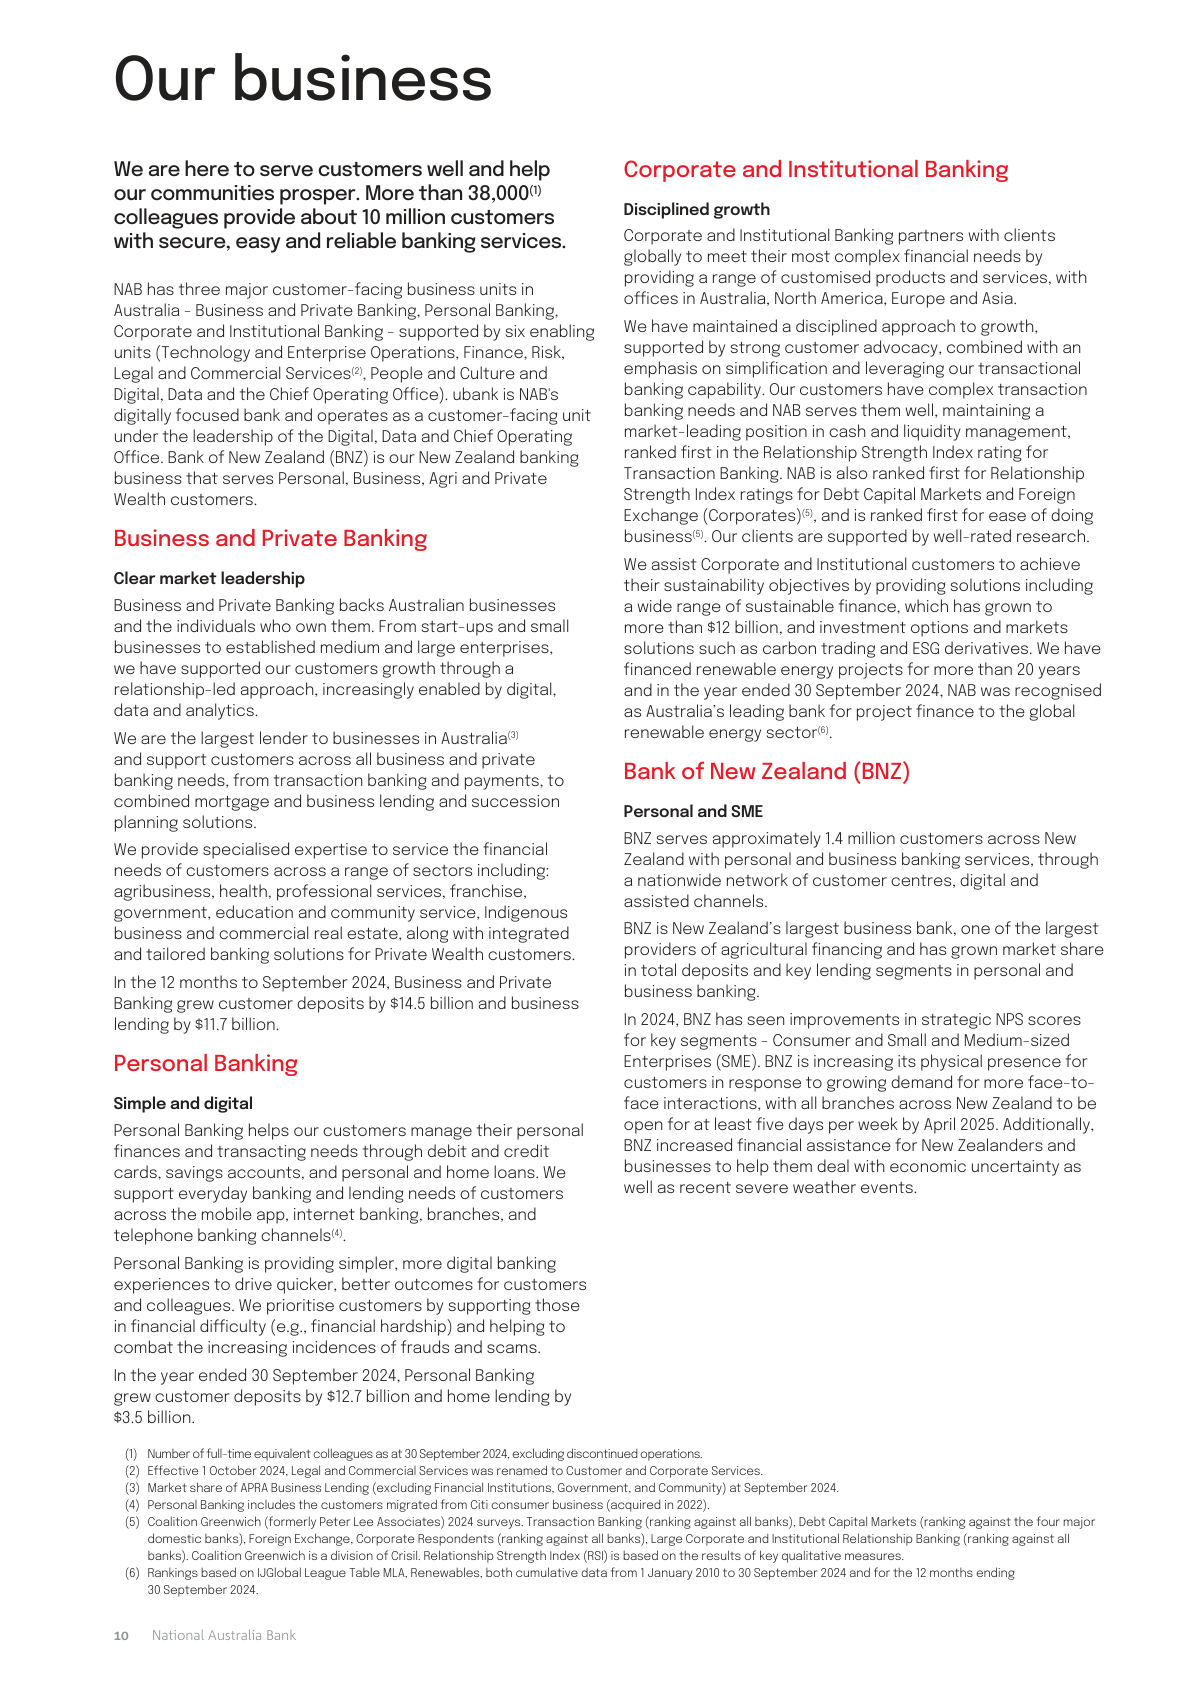 Our business
We are here to serve customers well and help
our communities prosper. More than 38,000(1)
colleagues provide about 10 million customers
with secure, easy and reliable banking services.
NAB has three major customer-facing business units in
Australia - Business and Private Banking, Personal Banking,
Corporate and Institutional Banking - supported by six enabling
units (Technology and Enterprise Operations, Finance, Risk,
Legal and Commercial Services(2), People and Culture and
Digital, Data and the Chief Operating Office). ubank is NAB's
digitally focused bank and operates as a customer-facing unit
under the leadership of the Digital, Data and Chief Operating
Office. Bank of New Zealand (BNZ) is our New Zealand banking
business that serves Personal, Business, Agri and Private
Wealth customers.
Business and Private Banking
Clear market leadership
Business and Private Banking backs Australian businesses
and the individuals who own them. From start-ups and small
businesses to established medium and large enterprises,
we have supported our customers growth through a
relationship-led approach, increasingly enabled by digital,
data and analytics.
We are the largest lender to businesses in Australia(3)
and support customers across all business and private
banking needs, from transaction banking and payments, to
combined mortgage and business lending and succession
planning solutions.
We provide specialised expertise to service the financial
needs of customers across a range of sectors including:
agribusiness, health, professional services, franchise,
government, education and community service, Indigenous
business and commercial real estate, along with integrated
and tailored banking solutions for Private Wealth customers.
In the 12 months to September 2024, Business and Private
Banking grew customer deposits by $14.5 billion and business
lending by $11.7 billion.
Personal Banking
Simple and digital
Personal Banking helps our customers manage their personal
finances and transacting needs through debit and credit
cards, savings accounts, and personal and home loans. We
support everyday banking and lending needs of customers
across the mobile app, internet banking, branches, and
telephone banking channels(4).
Personal Banking is providing simpler, more digital banking
experiences to drive quicker, better outcomes for customers
and colleagues. We prioritise customers by supporting those
in financial difficulty (e.g., financial hardship) and helping to
combat the increasing incidences of frauds and scams.
In the year ended 30 September 2024, Personal Banking
grew customer deposits by $12.7 billion and home lending by
$3.5 billion.
Corporate and Institutional Banking
Disciplined growth
Corporate and Institutional Banking partners with clients
globally to meet their most complex financial needs by
providing a range of customised products and services, with
offices in Australia, North America, Europe and Asia.
We have maintained a disciplined approach to growth,
supported by strong customer advocacy, combined with an
emphasis on simplification and leveraging our transactional
banking capability. Our customers have complex transaction
banking needs and NAB serves them well, maintaining a
market-leading position in cash and liquidity management,
ranked first in the Relationship Strength Index rating for
Transaction Banking. NAB is also ranked first for Relationship
Strength Index ratings for Debt Capital Markets and Foreign
Exchange (Corporates)(5), and is ranked first for ease of doing
business(5). Our clients are supported by well-rated research.
We assist Corporate and Institutional customers to achieve
their sustainability objectives by providing solutions including
a wide range of sustainable finance, which has grown to
more than $12 billion, and investment options and markets
solutions such as carbon trading and ESG derivatives. We have
financed renewable energy projects for more than 20 years
and in the year ended 30 September 2024, NAB was recognised
as Australia’s leading bank for project finance to the global
renewable energy sector(6).
Bank of New Zealand (BNZ)
Personal and SME
BNZ serves approximately 1.4 million customers across New
Zealand with personal and business banking services, through
a nationwide network of customer centres, digital and
assisted channels.
BNZ is New Zealand’s largest business bank, one of the largest
providers of agricultural financing and has grown market share
in total deposits and key lending segments in personal and
business banking.
In 2024, BNZ has seen improvements in strategic NPS scores
for key segments - Consumer and Small and Medium-sized
Enterprises (SME). BNZ is increasing its physical presence for
customers in response to growing demand for more face-to-
face interactions, with all branches across New Zealand to be
open for at least five days per week by April 2025. Additionally,
BNZ increased financial assistance for New Zealanders and
businesses to help them deal with economic uncertainty as
well as recent severe weather events.
(1) Number of full-time equivalent colleagues as at 30 September 2024, excluding discontinued operations.
(2) Effective 1 October 2024, Legal and Commercial Services was renamed to Customer and Corporate Services.
(3) Market share of APRA Business Lending (excluding Financial Institutions, Government, and Community) at September 2024.
(4) Personal Banking includes the customers migrated from Citi consumer business (acquired in 2022).
(5) Coalition Greenwich (formerly Peter Lee Associates) 2024 surveys. Transaction Banking (ranking against all banks), Debt Capital Markets (ranking against the four major
domestic banks), Foreign Exchange, Corporate Respondents (ranking against all banks), Large Corporate and Institutional Relationship Banking (ranking against all
banks). Coalition Greenwich is a division of Crisil. Relationship Strength Index (RSI) is based on the results of key qualitative measures.
(6) Rankings based on IJGlobal League Table MLA, Renewables, both cumulative data from 1 January 2010 to 30 September 2024 and for the 12 months ending
30 September 2024.
10 National Australia Bank